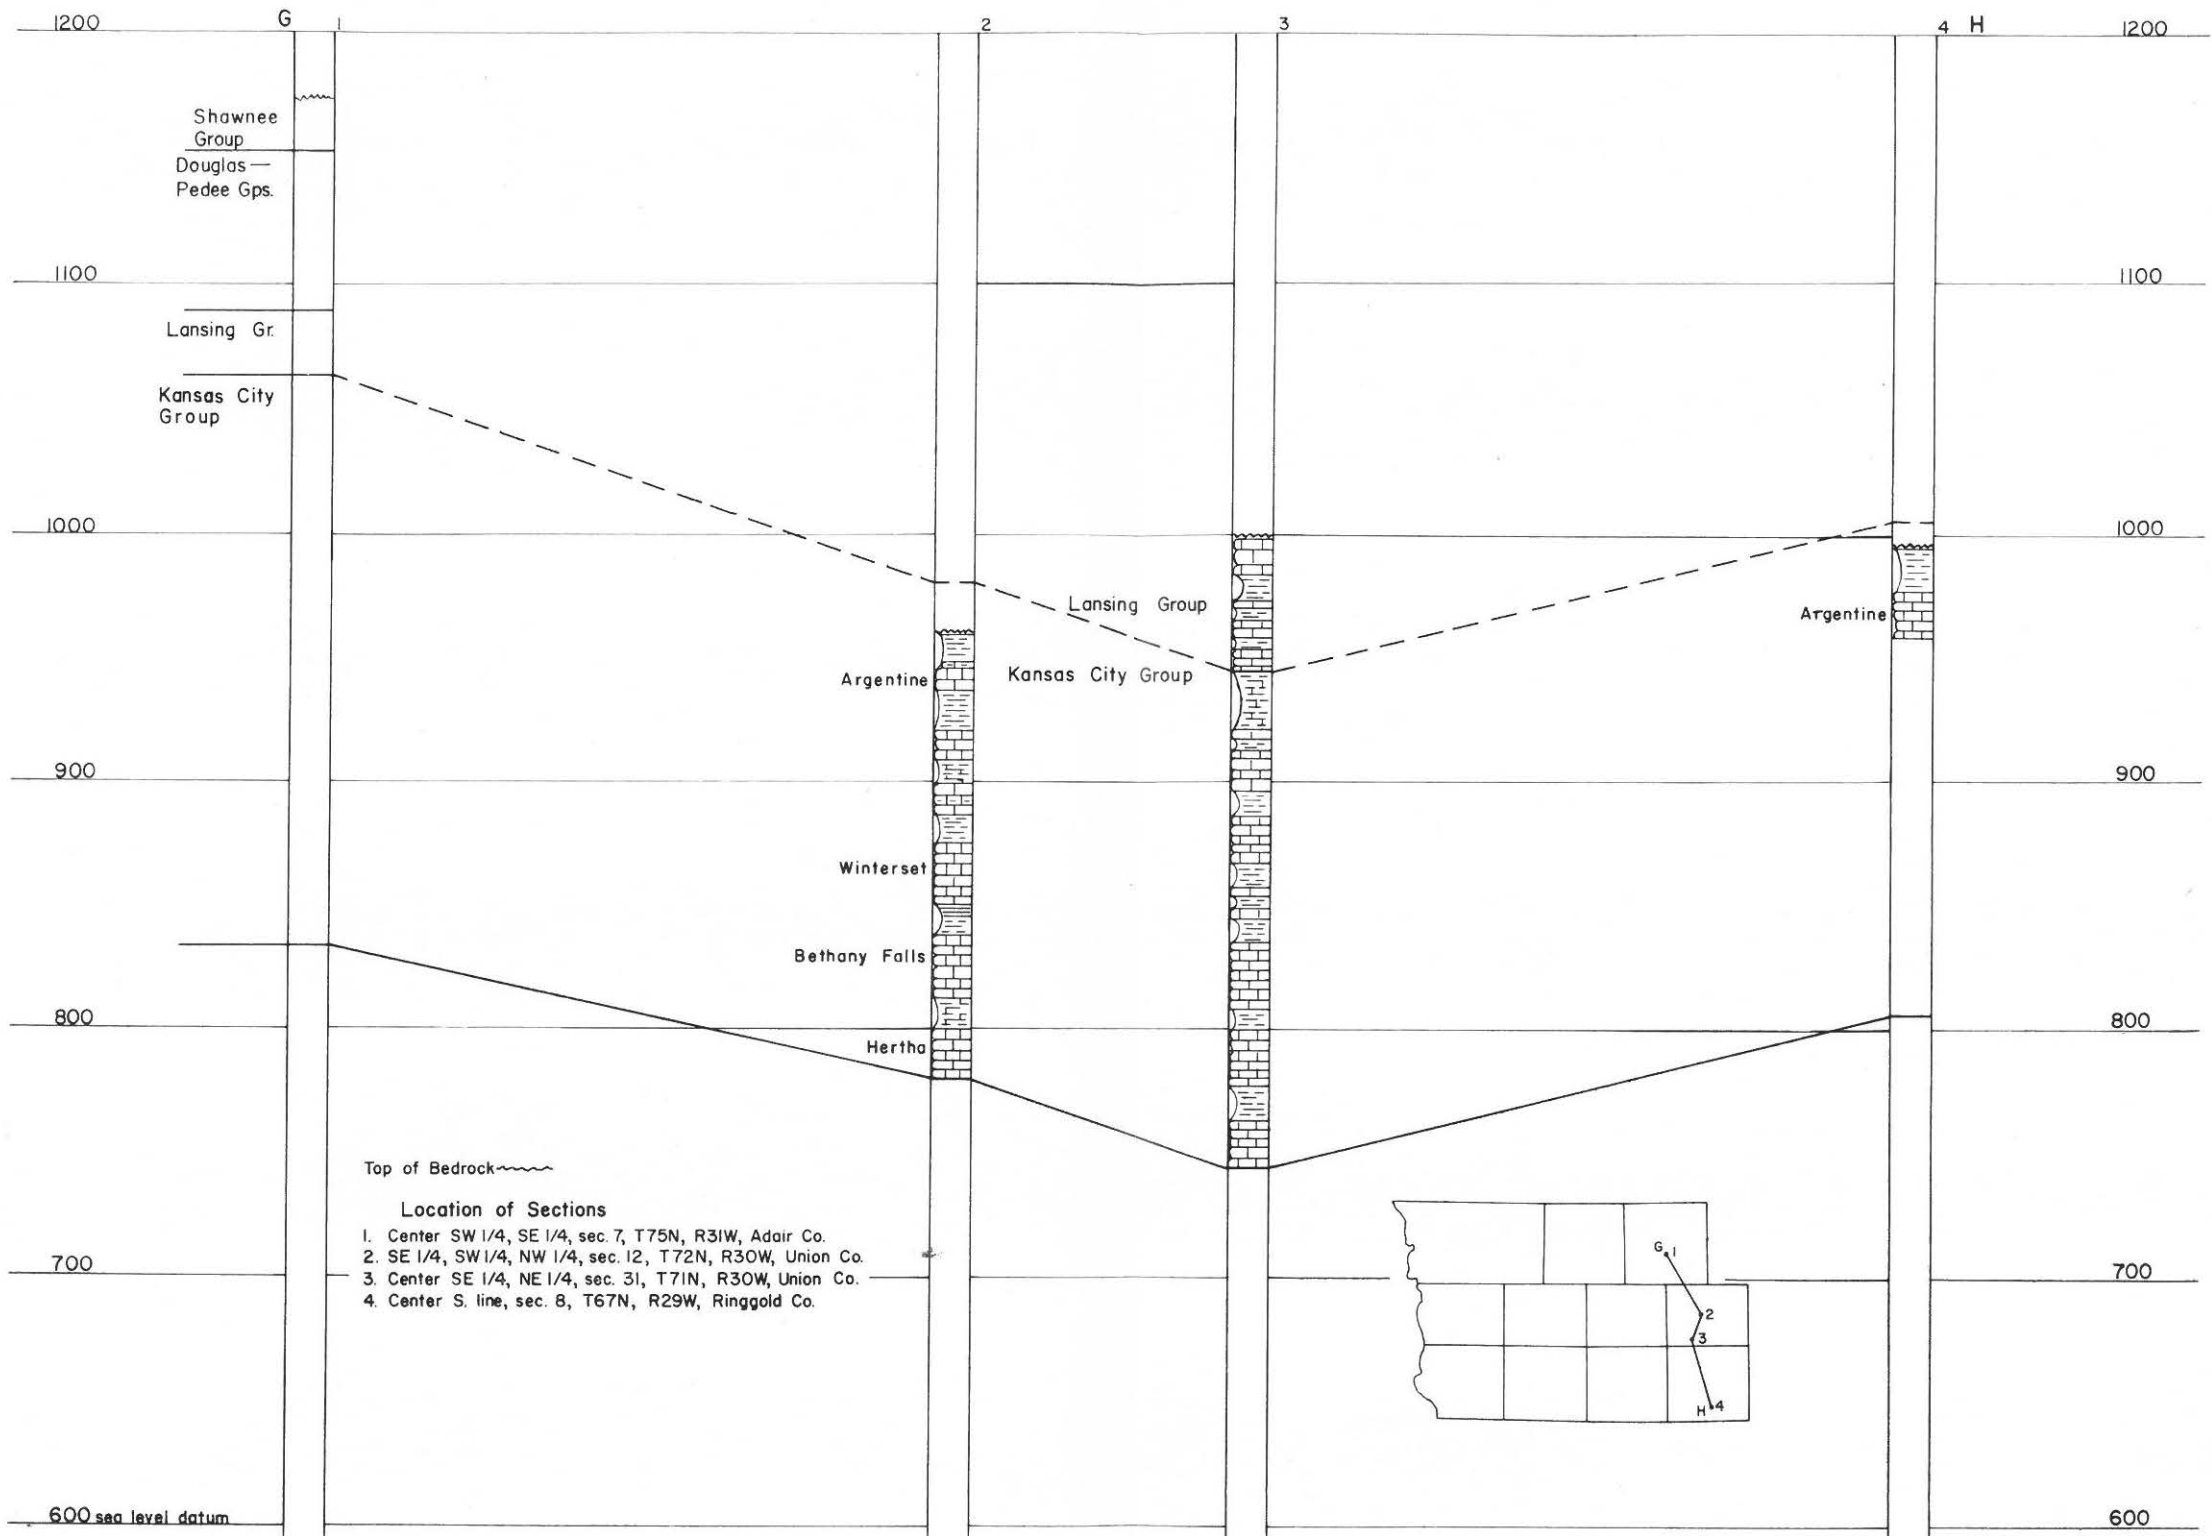 G 1 2 3 4 H
1200 1200
Shawnee
Group
Douglas —
Pedee Gps.
1100 1100
Lansing Gr.
Kansas City
Group
1000 1000
Lansing Group
Argentine
Argentine
Kansas City Group
900 900
Winterset
Bethany Falls
800 800
Hertha
Top of Bedrock
Location of Sections
1. Center SW 1/4, SE 1/4, sec. 7, T75N, R31W, Adair Co.
2. SE 1/4, SW 1/4, NW 1/4, sec. 12, T72N, R30W, Union Co.
3. Center SE 1/4, NE 1/4, sec. 31, T71N, R30W, Union Co.
4. Center S. line, sec. 8, T67N, R29W, Ringgold Co.
700 700
G 1
2
3
H 4
600 sea level datum 600